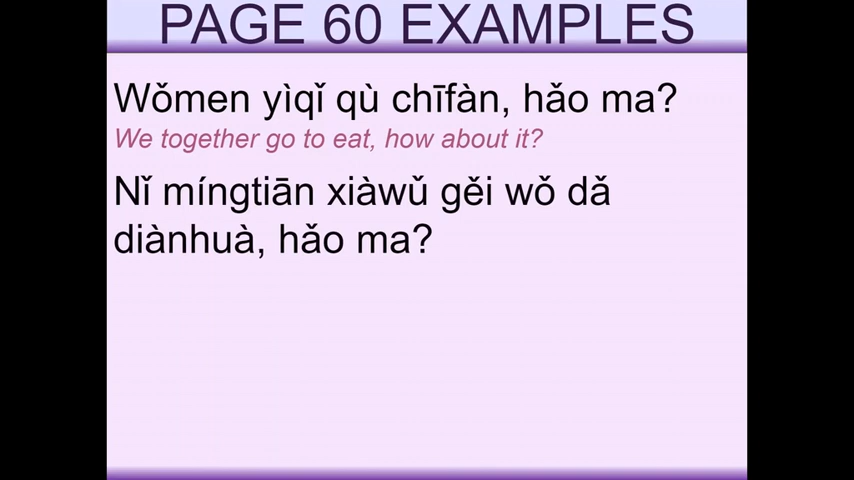 PAGE 60 EXAMPLES
Wǒmen yìqǐ qù chīfàn, hǎo ma?
We together go to eat, how about it?
Nǐ míngtiān xiàwǔ gěi wǒ dǎ
diànhuà, hǎo ma?